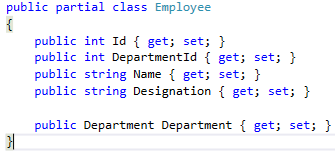 public partial class Employee
{
    public int Id { get; set; }
    public int DepartmentId { get; set; }
    public string Name { get; set; }
    public string Designation { get; set; }

    public Department Department { get; set; }
}